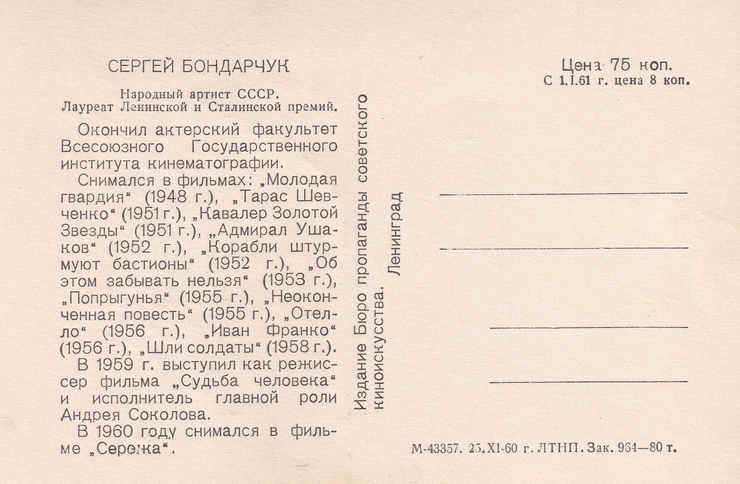 СЕРГЕЙ БОНДАРЧУК
Народный артист СССР.
Лауреат Ленинской и Сталинской премий.
Окончил актерский факультет
Всесоюзного Государственного
института кинематографии.
Снимался в фильмах: „Молодая
гвардия“ (1948 г.), „Тарас Шев-
ченко“ (1951 г.), „Кавалер Золотой
Звезды“ (1951 г.), „Адмирал Уша-
ков“ (1952 г.), „Корабли штур-
муют бастионы“ (1952 г.), „Об
этом забывать нельзя“ (1953 г.),
„Попрыгунья“ (1955 г.), „Неокон-
ченная повесть“ (1955 г.), „Отел-
ло“ (1956 г.), „Иван Франко“
(1956 г.), „Шли солдаты“ (1958 г.).
В 1959 г. выступил как режис-
сер фильма „Судьба человека“
и исполнитель главной роли
Андрея Соколова.
В 1960 году снимался в филь-
ме „Сережа“.
Издание Бюро пропаганды советского
киноискусства. Ленинград
Цена 75 коп.
С 1.I.61 г. цена 8 коп.
М-43357. 25.XI-60 г. ЛТНП. Зак. 964—80 т.